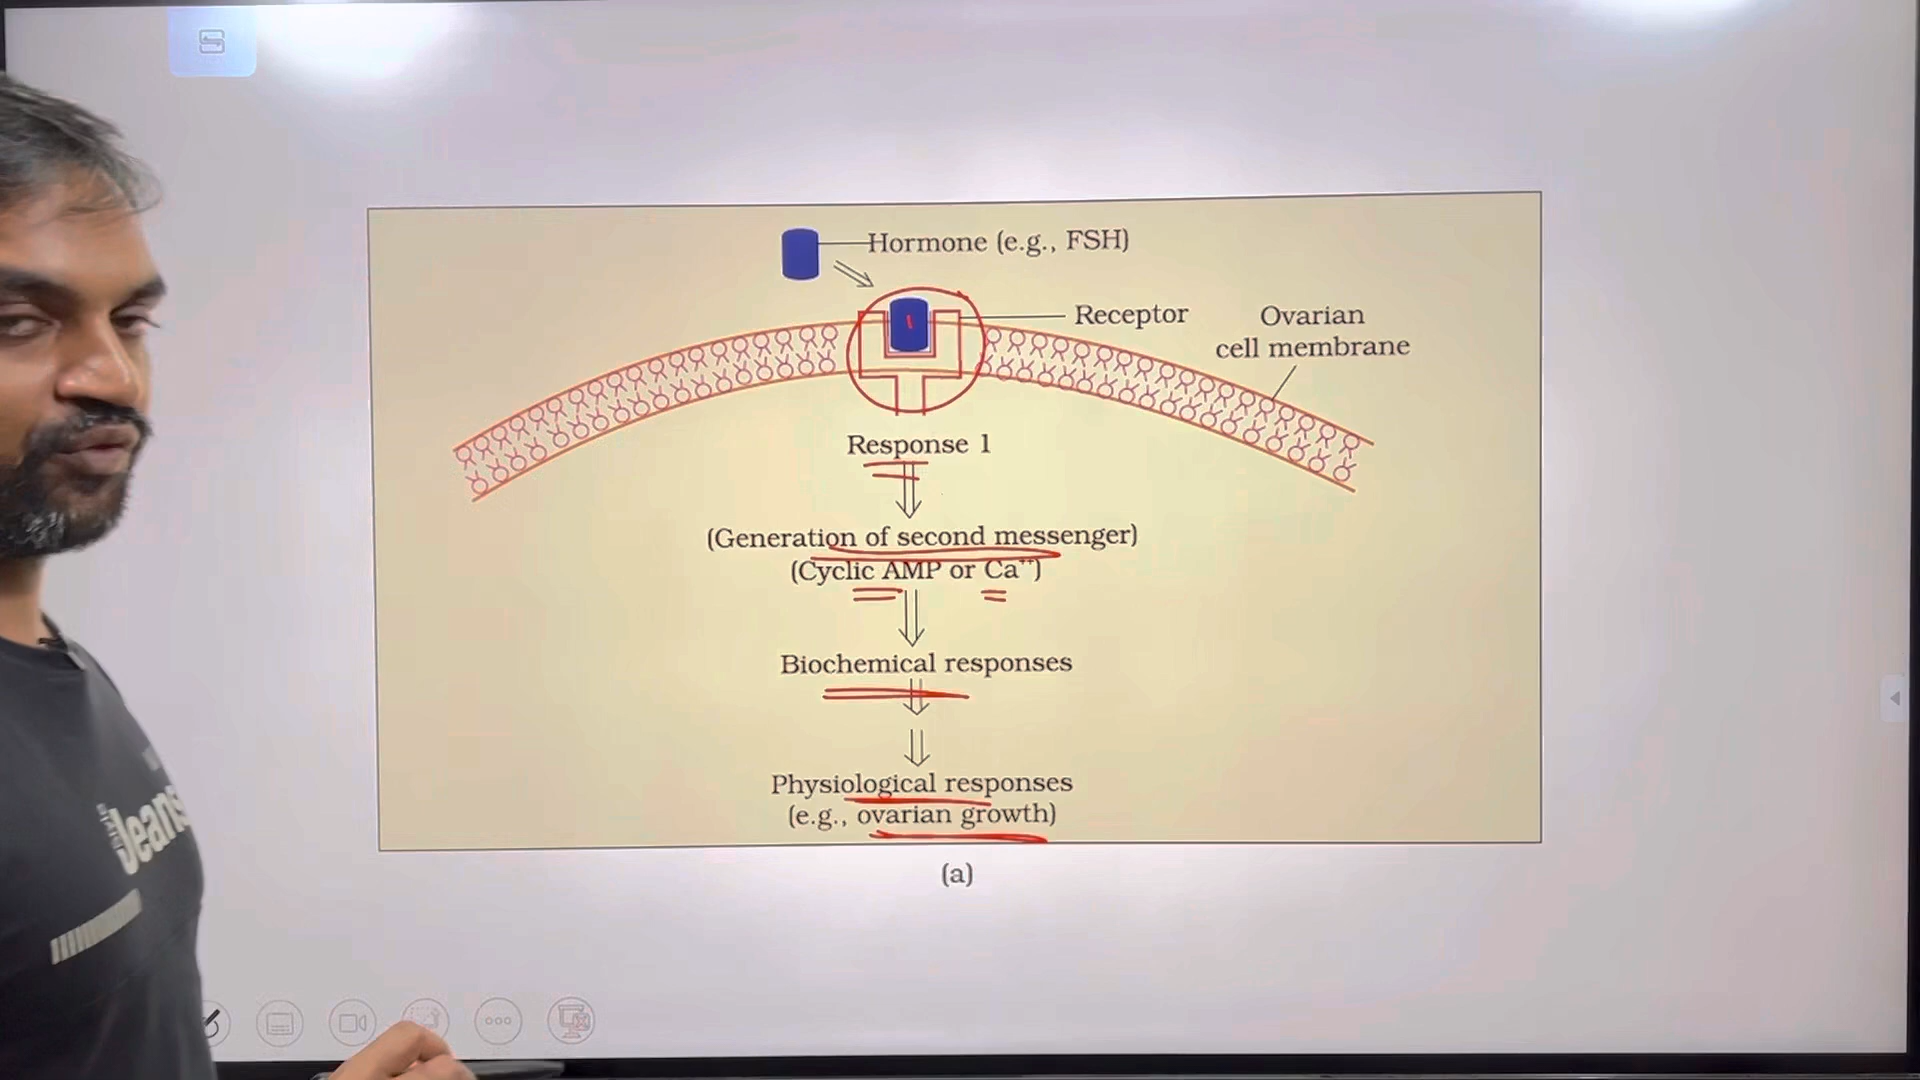 Hormone (e.g., FSH)
Receptor
Ovarian
cell membrane
Response 1
(Generation of second messenger)
(Cyclic AMP or Ca⁺⁺)
Biochemical responses
Physiological responses
(e.g., ovarian growth)
(a)
Jeans